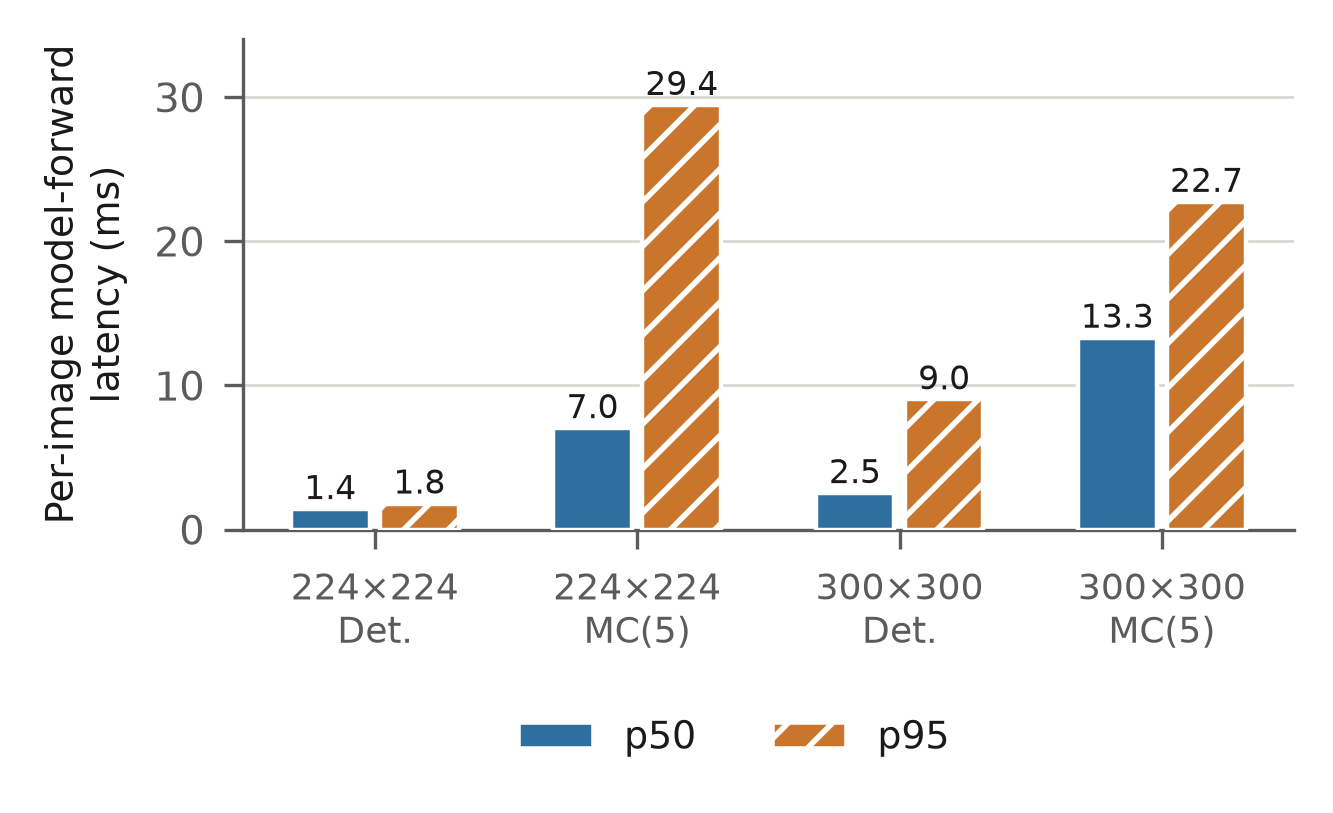 Per-image model-forward
latency (ms)
30
20
10
0
1.4
1.8
7.0
29.4
2.5
9.0
13.3
22.7
224×224
Det.
224×224
MC(5)
300×300
Det.
300×300
MC(5)
p50
p95